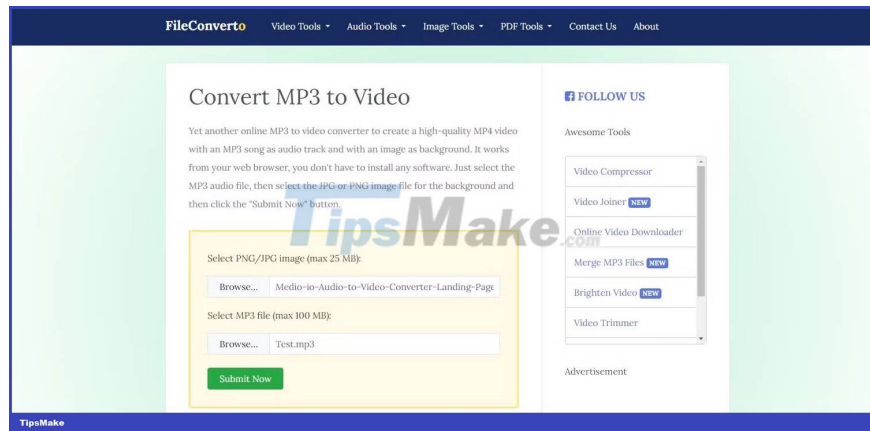 FileConverto Video Tools Audio Tools Image Tools PDF Tools Contact Us About
Convert MP3 to Video
Yet another online MP3 to video converter to create a high-quality MP4 video
with an MP3 song as audio track and with an image as background. It works
from your web browser, you don't have to install any software. Just select the
MP3 audio file, then select the JPG or PNG image file for the background and
then click the "Submit Now" button.
Select PNG/JPG image (max 25 MB):
Browse... Medio-io-Audio-to-Video-Converter-Landing-Page
Select MP3 file (max 100 MB):
Browse... Test.mp3
Submit Now
FOLLOW US
Awesome Tools
Video Compressor
Video Joiner NEW
Online Video Downloader
Merge MP3 Files NEW
Brighten Video NEW
Video Trimmer
Advertisement
TipsMake.com
TipsMake